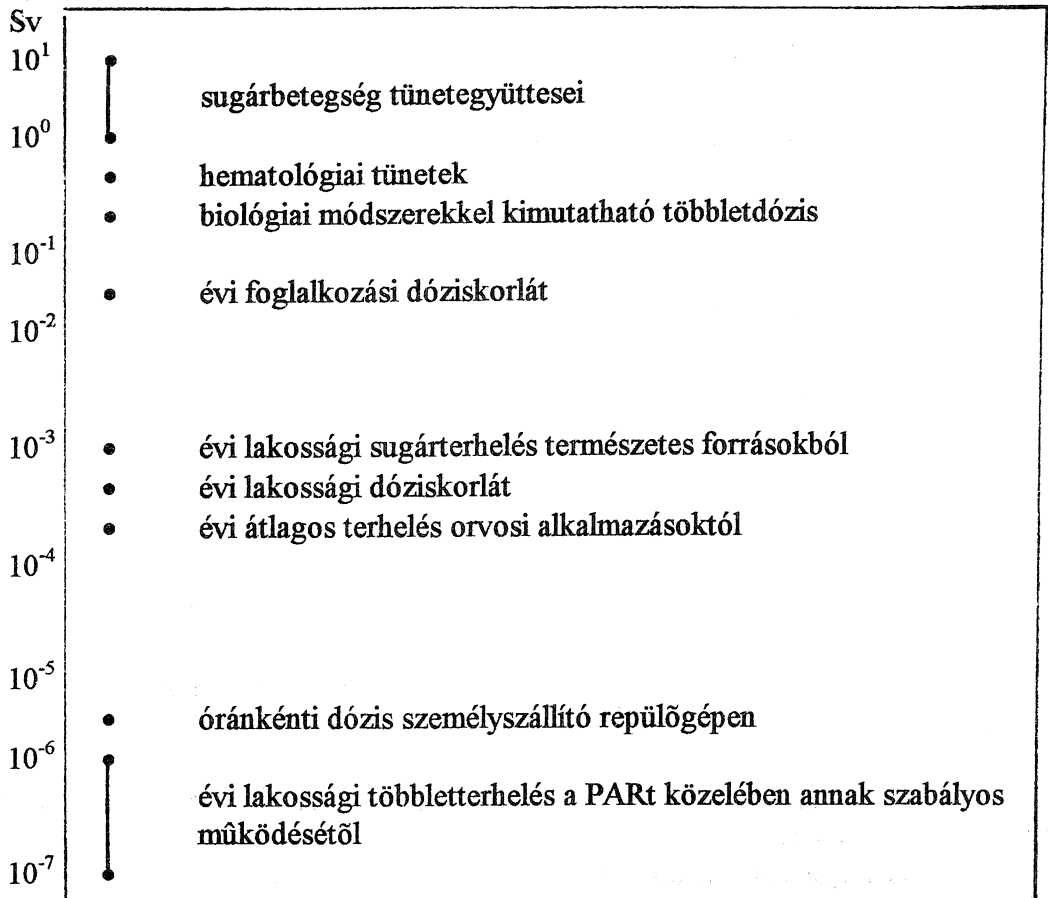 Sv
10¹
sugárbetegség tünetegyüttesei
10⁰
hematológiai tünetek
biológiai módszerekkel kimutatható többletdózis
10⁻¹
évi foglalkozási dóziskorlát
10⁻²
10⁻³ évi lakossági sugárterhelés természetes forrásokból
évi lakossági dóziskorlát
évi átlagos terhelés orvosi alkalmazásoktól
10⁻⁴
10⁻⁵
óránkénti dózis személyszállító repülõgépen
10⁻⁶
évi lakossági többletterhelés a PARt közelében annak szabályos
mûködésétõl
10⁻⁷